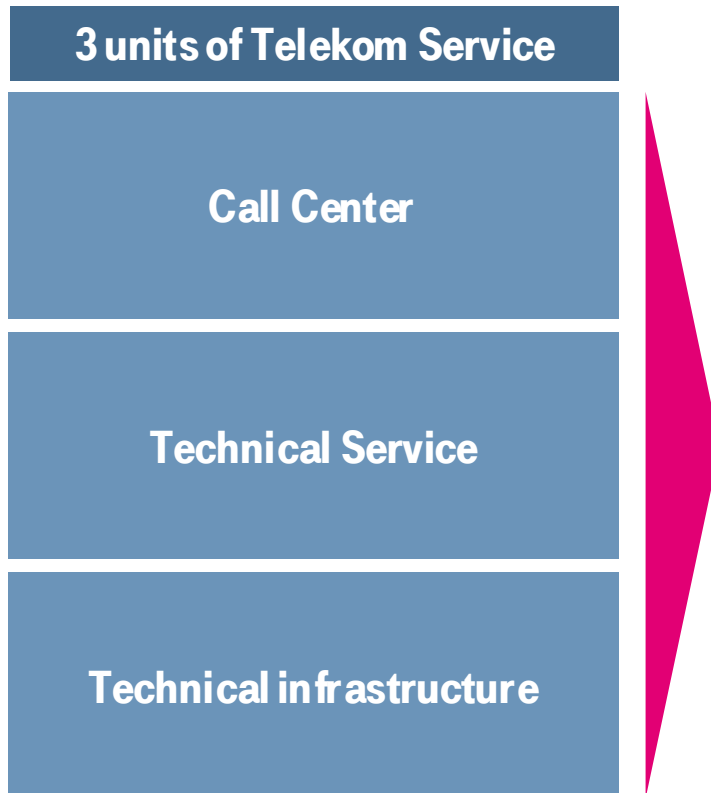 3 units of Telekom Service
Call Center
Technical Service
Technical infrastructure